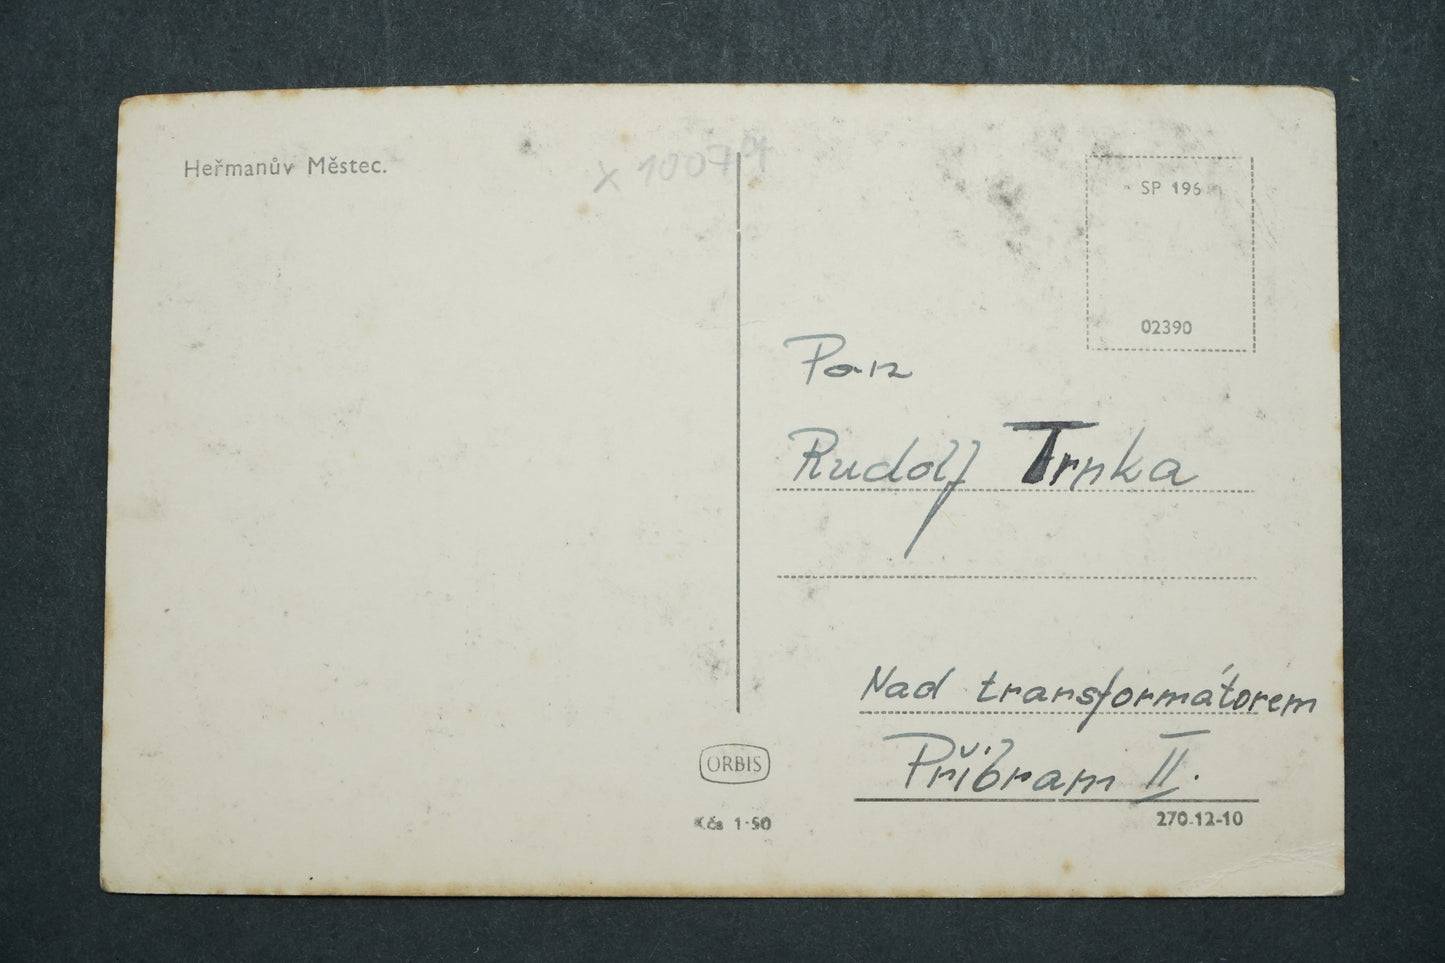 Heřmanův Městec.
x 1007
SP 196
02390
Pan
Rudolf Trnka
Nad transformátorem
Příbram II.
ORBIS
Kčs 1·50
270-12-10